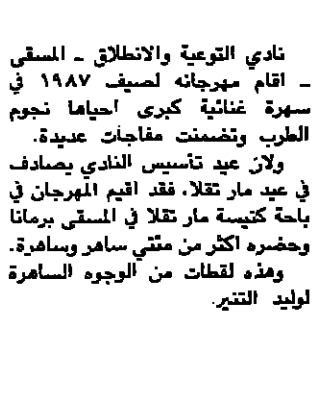 نادي التوعية والانطلاق ـ المسقى
ـ اقام مهرجانه لصيف ١٩٨٧ في
سهرة غنائية كبرى احياها نجوم
الطرب وتضمنت مفاجآت عديدة.
ولان عيد تأسيس النادي يصادف
في عيد مار تقلا، فقد اقيم المهرجان في
باحة كنيسة مار تقلا في المسقى برمانا
وحضره اكثر من مئتي ساهر وساهرة.
وهذه لقطات من الوجوه الساهرة
لوليد التنير.